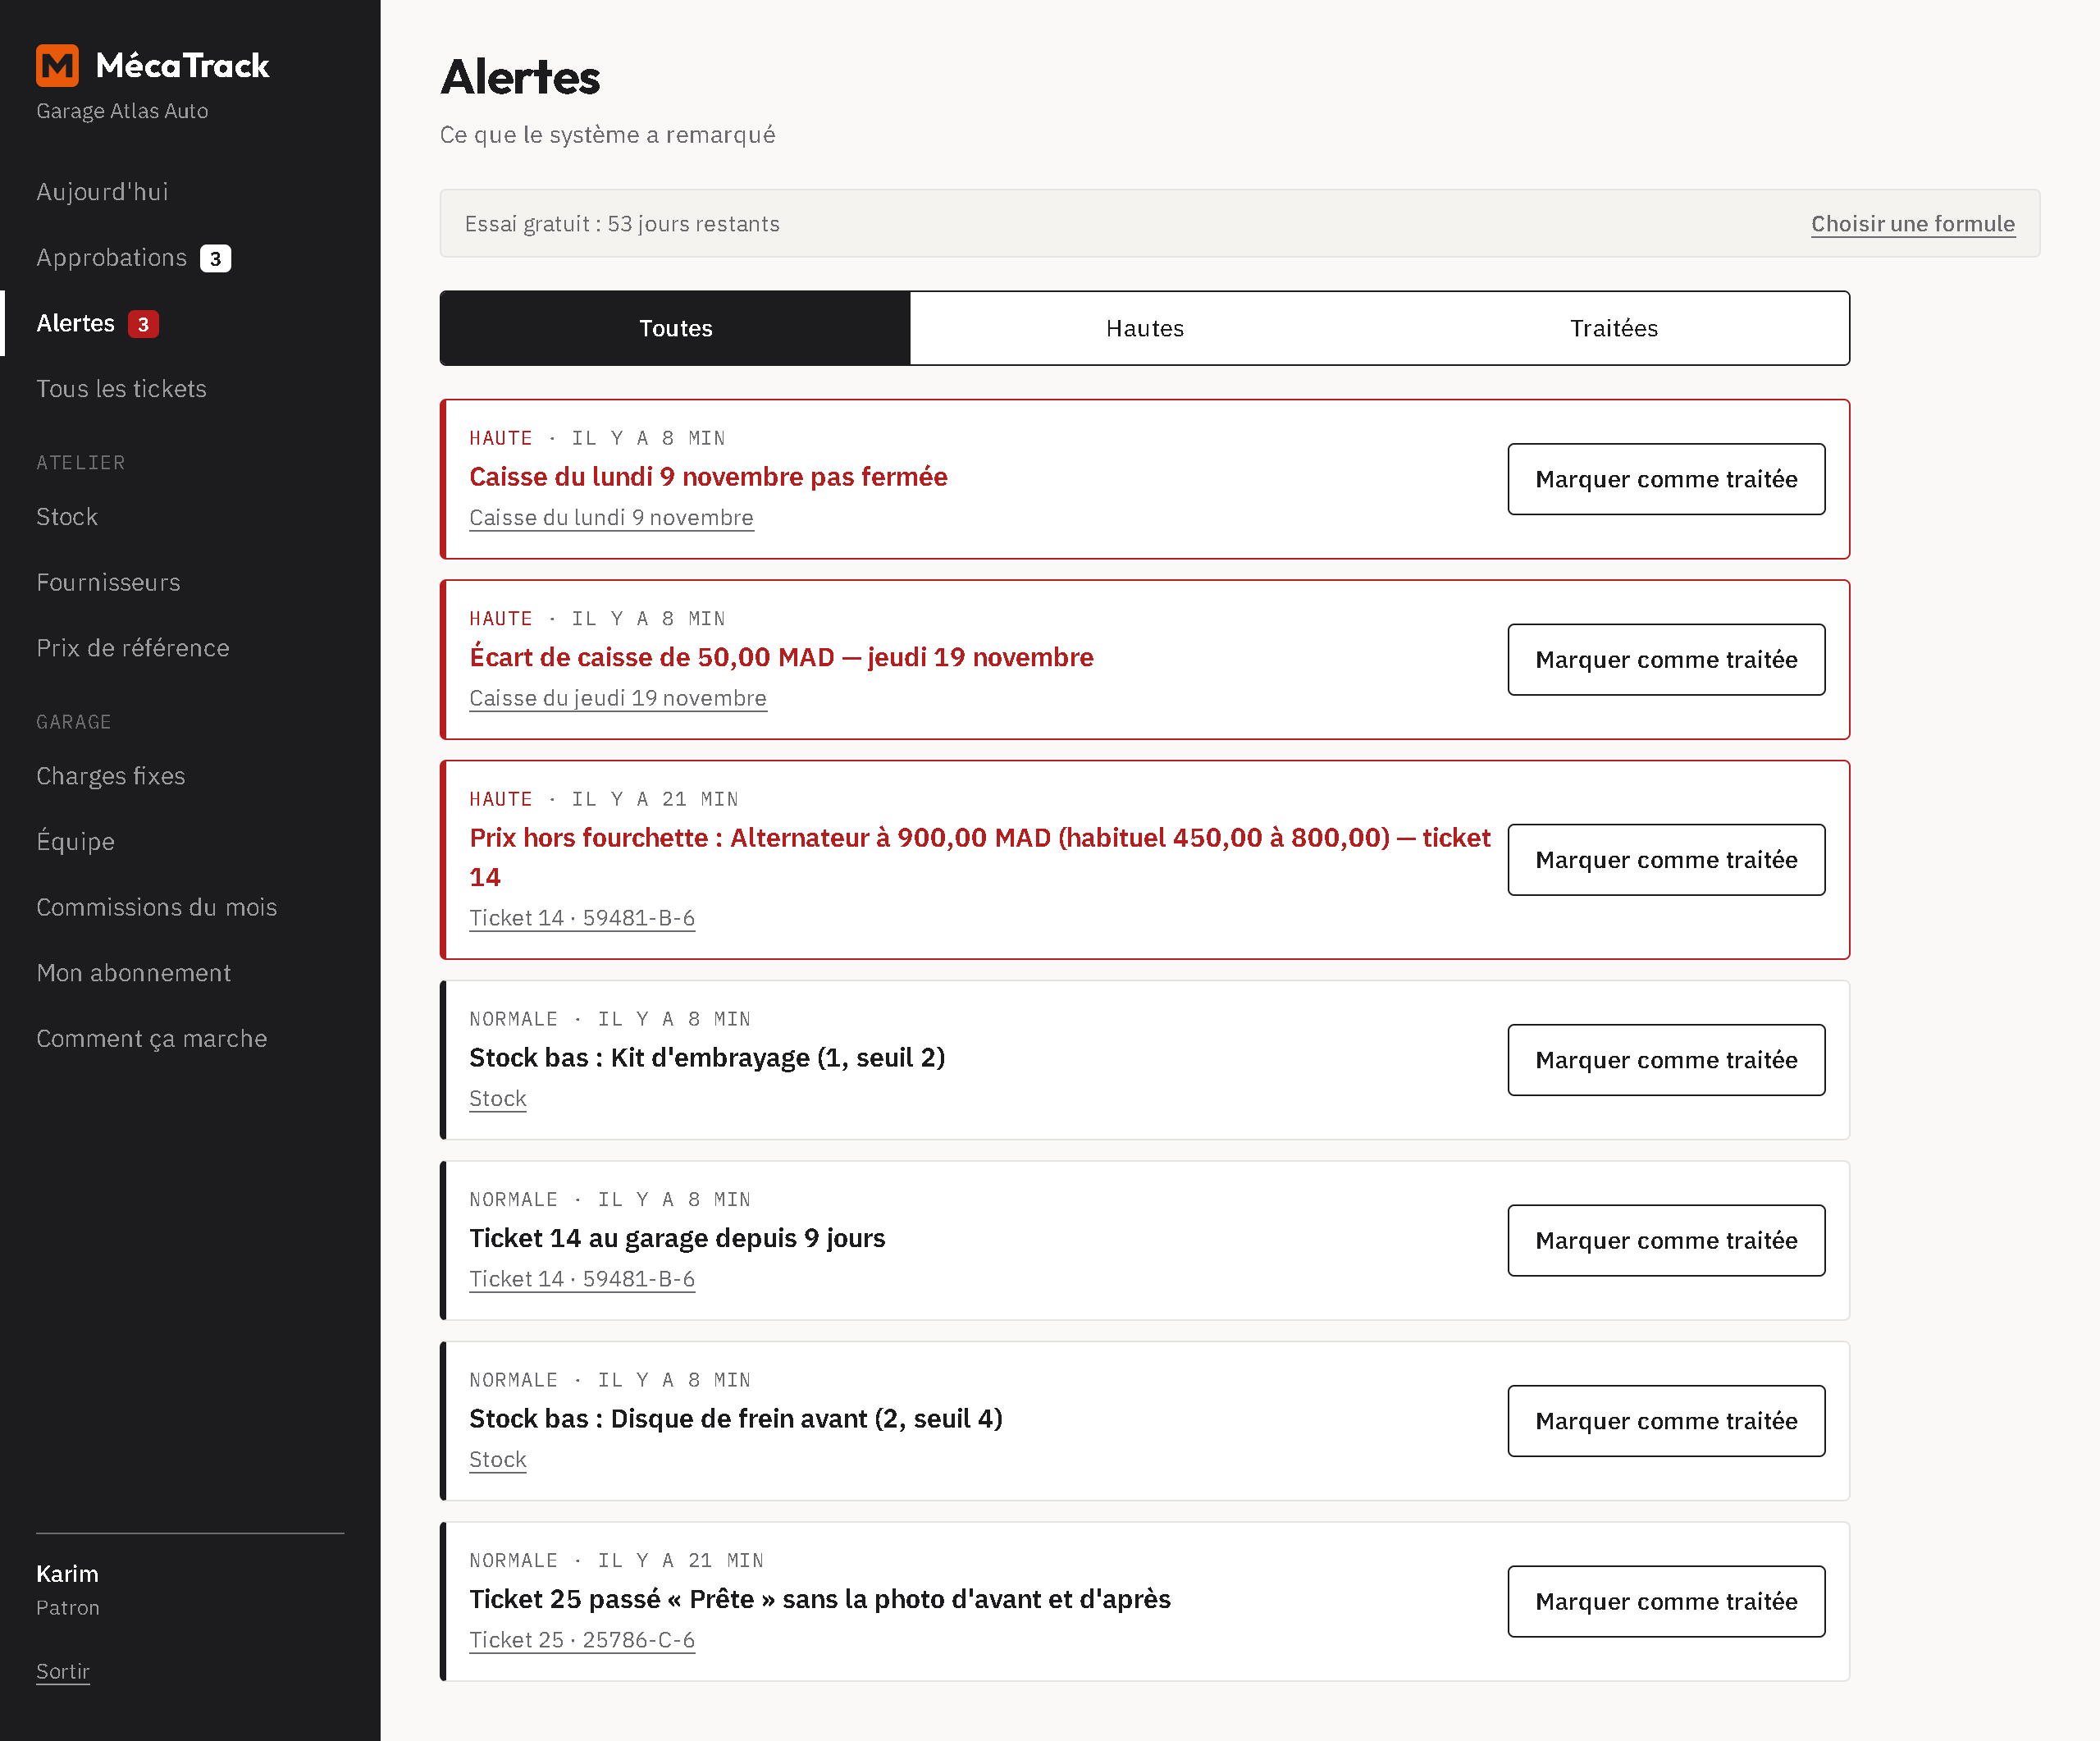 MécaTrack
Garage Atlas Auto
Aujourd'hui
Approbations 3
Alertes 3
Tous les tickets
ATELIER
Stock
Fournisseurs
Prix de référence
GARAGE
Charges fixes
Équipe
Commissions du mois
Mon abonnement
Comment ça marche
Karim
Patron
Sortir
Alertes
Ce que le système a remarqué
Essai gratuit : 53 jours restants
Choisir une formule
Toutes
Hautes
Traitées
HAUTE · IL Y A 8 MIN
Caisse du lundi 9 novembre pas fermée
Caisse du lundi 9 novembre
Marquer comme traitée
HAUTE · IL Y A 8 MIN
Écart de caisse de 50,00 MAD — jeudi 19 novembre
Caisse du jeudi 19 novembre
Marquer comme traitée
HAUTE · IL Y A 21 MIN
Prix hors fourchette : Alternateur à 900,00 MAD (habituel 450,00 à 800,00) — ticket
14
Ticket 14 · 59481-B-6
Marquer comme traitée
NORMALE · IL Y A 8 MIN
Stock bas : Kit d'embrayage (1, seuil 2)
Stock
Marquer comme traitée
NORMALE · IL Y A 8 MIN
Ticket 14 au garage depuis 9 jours
Ticket 14 · 59481-B-6
Marquer comme traitée
NORMALE · IL Y A 8 MIN
Stock bas : Disque de frein avant (2, seuil 4)
Stock
Marquer comme traitée
NORMALE · IL Y A 21 MIN
Ticket 25 passé « Prête » sans la photo d'avant et d'après
Ticket 25 · 25786-C-6
Marquer comme traitée